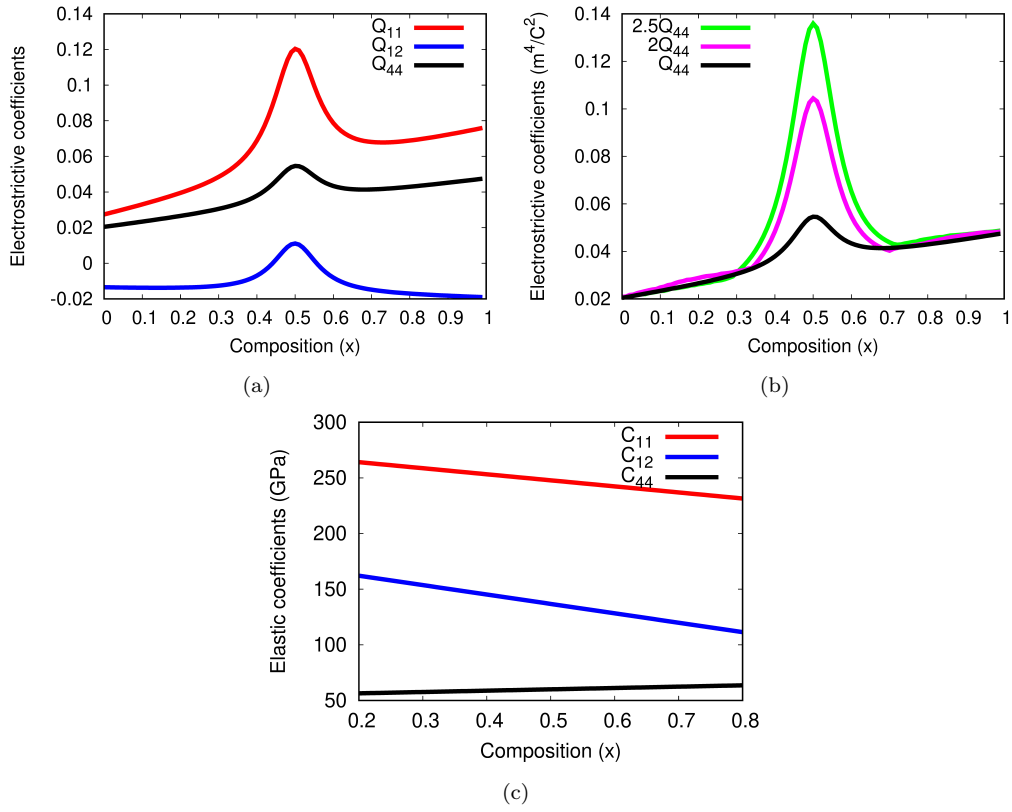 Electrostrictive coefficients
0.14
0.12
0.1
0.08
0.06
0.04
0.02
0
-0.02
Q11
Q12
Q44
0 0.1 0.2 0.3 0.4 0.5 0.6 0.7 0.8 0.9 1
Composition (x)
(a)
Electrostrictive coefficients (m⁴/C²)
0.14
0.12
0.1
0.08
0.06
0.04
0.02
2.5Q44
2Q44
Q44
0 0.1 0.2 0.3 0.4 0.5 0.6 0.7 0.8 0.9 1
Composition (x)
(b)
Elastic coefficients (GPa)
300
250
200
150
100
50
C11
C12
C44
0.2 0.3 0.4 0.5 0.6 0.7 0.8
Composition (x)
(c)